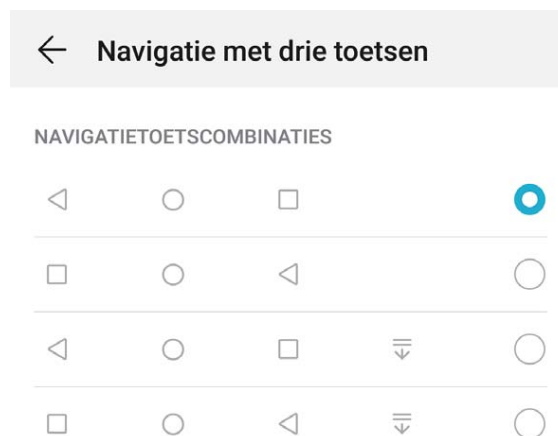 Navigatie met drie toetsen
NAVIGATIETOETSCOMBINATIES